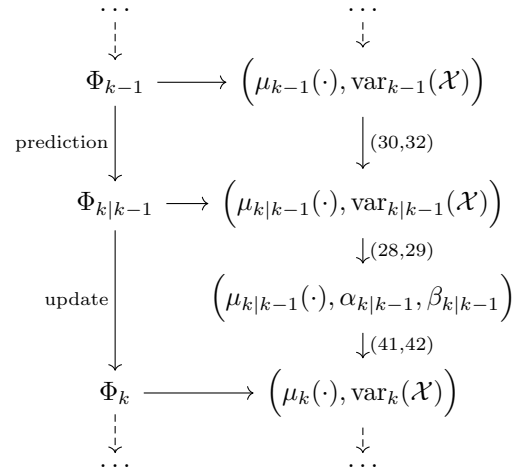 ⋯ ⋯
Φ_{k−1} (μ_{k−1}(·), var_{k−1}(𝒳))
prediction (30,32)
Φ_{k|k−1} (μ_{k|k−1}(·), var_{k|k−1}(𝒳))
(28,29)
update (μ_{k|k−1}(·), α_{k|k−1}, β_{k|k−1})
(41,42)
Φ_k (μ_k(·), var_k(𝒳))
⋯ ⋯